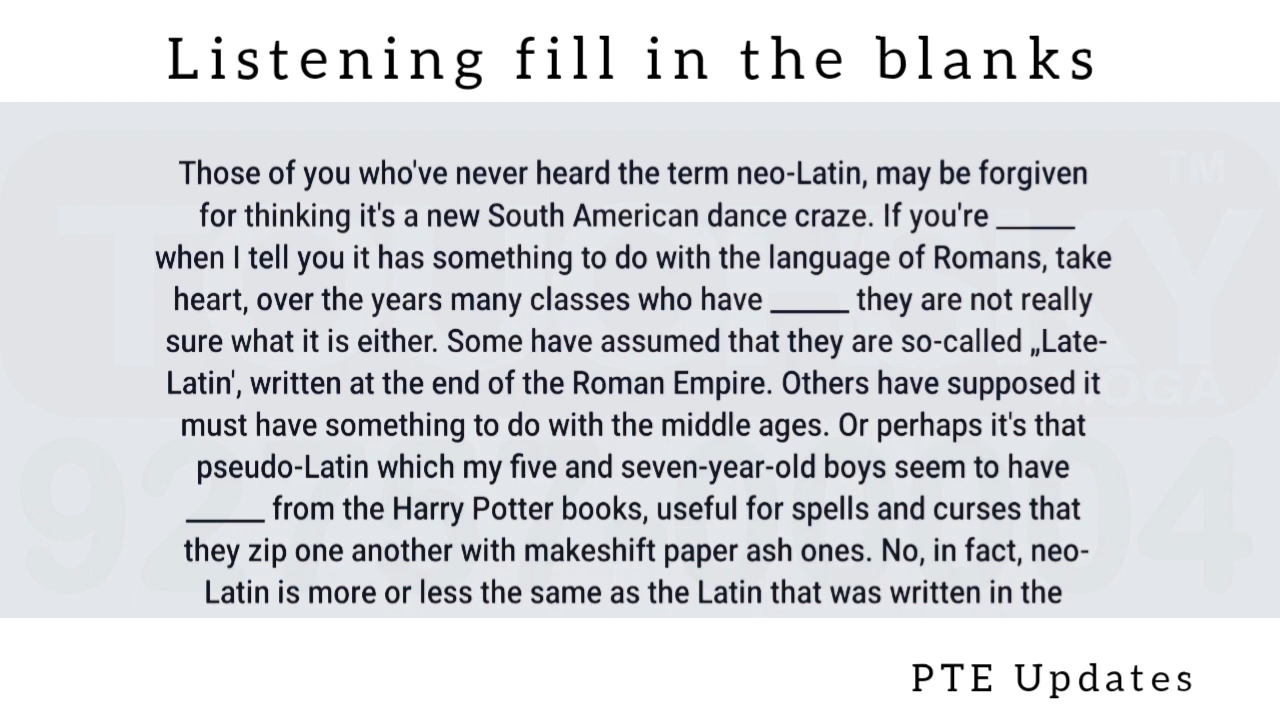 Listening fill in the blanks
Those of you who've never heard the term neo-Latin, may be forgiven
for thinking it's a new South American dance craze. If you're _____
when I tell you it has something to do with the language of Romans, take
heart, over the years many classes who have _____ they are not really
sure what it is either. Some have assumed that they are so-called „Late-
Latin', written at the end of the Roman Empire. Others have supposed it
must have something to do with the middle ages. Or perhaps it's that
pseudo-Latin which my five and seven-year-old boys seem to have
_____ from the Harry Potter books, useful for spells and curses that
they zip one another with makeshift paper ash ones. No, in fact, neo-
Latin is more or less the same as the Latin that was written in the
PTE Updates